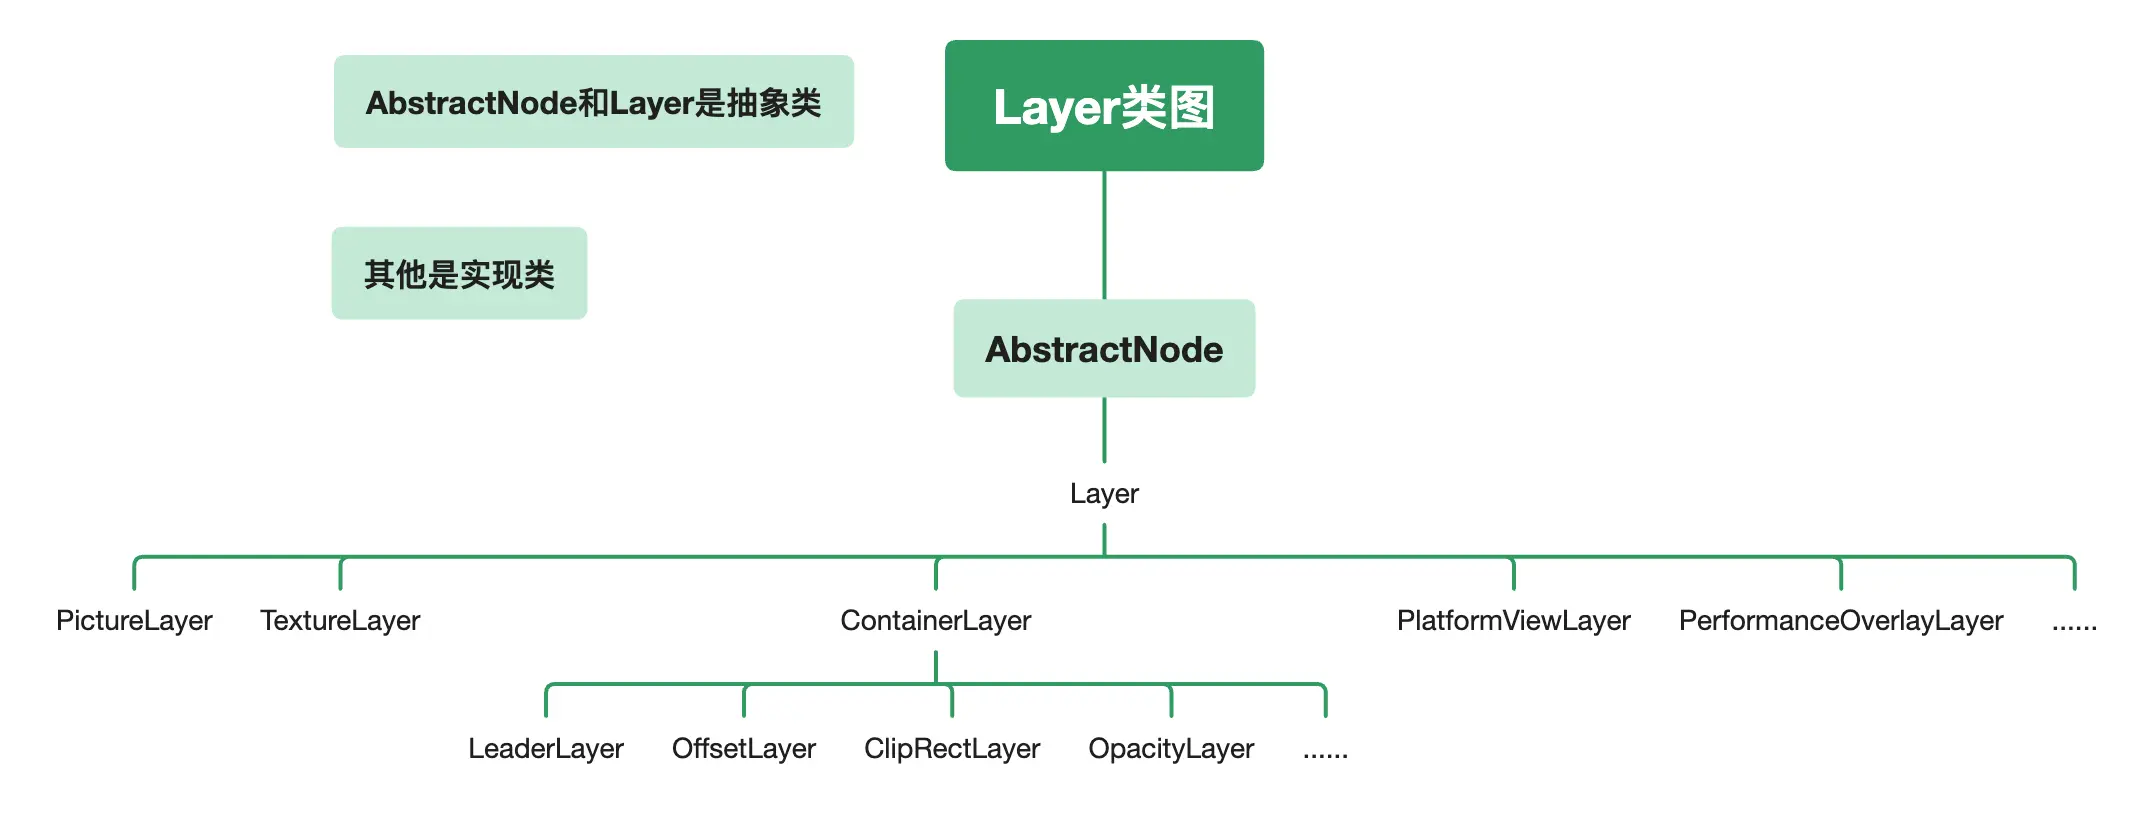 AbstractNode和Layer是抽象类
Layer类图
其他是实现类
AbstractNode
Layer
PictureLayer
TextureLayer
ContainerLayer
PlatformViewLayer
PerformanceOverlayLayer
......
LeaderLayer
OffsetLayer
ClipRectLayer
OpacityLayer
......